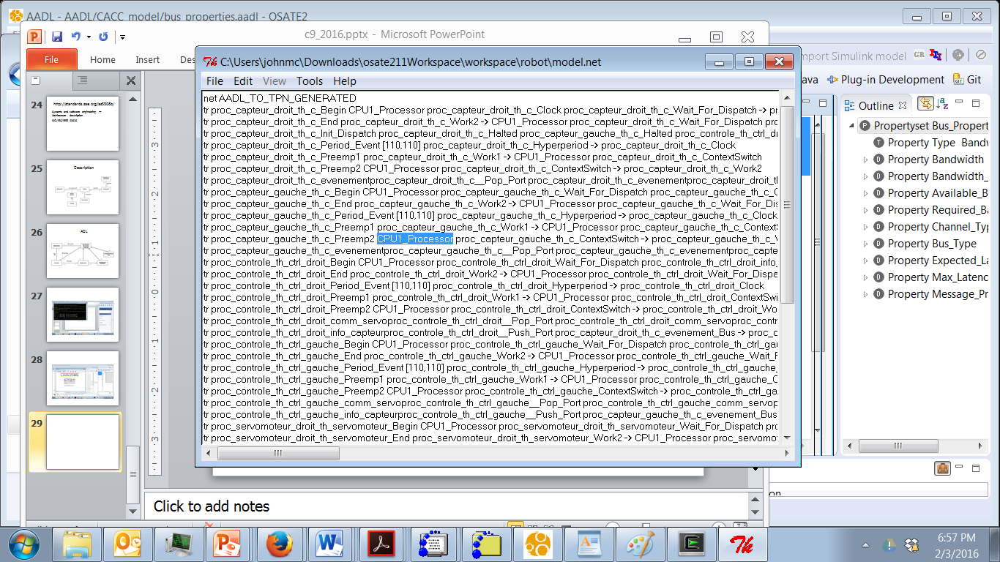 AADL - AADL/CACC_model/bus_properties.aadl - OSATE2
c9_2016.pptx - Microsoft PowerPoint
File Home Insert
C:\Users\johnmc\Downloads\osate211Workspace\workspace\robot\model.net
File Edit View Tools Help
net AADL_TO_TPN_GENERATED
tr proc_capteur_droit_th_c_Begin CPU1_Processor proc_capteur_droit_th_c_Clock proc_capteur_droit_th_c_Wait_For_Dispatch -> pr
tr proc_capteur_droit_th_c_End proc_capteur_droit_th_c_Work2 -> CPU1_Processor proc_capteur_droit_th_c_Wait_For_Dispatch pro
tr proc_capteur_droit_th_c_Init_Dispatch proc_capteur_droit_th_c_Halted proc_capteur_gauche_th_c_Halted proc_controle_th_ctrl_dr
tr proc_capteur_droit_th_c_Period_Event [110,110] proc_capteur_droit_th_c_Hyperperiod -> proc_capteur_droit_th_c_Clock
tr proc_capteur_droit_th_c_Preemp1 proc_capteur_droit_th_c_Work1 -> CPU1_Processor proc_capteur_droit_th_c_ContextSwitch
tr proc_capteur_droit_th_c_Preemp2 CPU1_Processor proc_capteur_droit_th_c_ContextSwitch -> proc_capteur_droit_th_c_Work2
tr proc_capteur_droit_th_c_evenementproc_capteur_droit_th_c__Pop_Port proc_capteur_droit_th_c_evenementproc_capteur_droit_th
tr proc_capteur_gauche_th_c_Begin CPU1_Processor proc_capteur_gauche_th_c_Wait_For_Dispatch proc_capteur_gauche_th_c_C
tr proc_capteur_gauche_th_c_End proc_capteur_gauche_th_c_Work2 -> CPU1_Processor proc_capteur_gauche_th_c_Wait_For_Dis
tr proc_capteur_gauche_th_c_Period_Event [110,110] proc_capteur_gauche_th_c_Hyperperiod -> proc_capteur_gauche_th_c_Clock
tr proc_capteur_gauche_th_c_Preemp1 proc_capteur_gauche_th_c_Work1 -> CPU1_Processor proc_capteur_gauche_th_c_Context
tr proc_capteur_gauche_th_c_Preemp2 CPU1_Processor proc_capteur_gauche_th_c_ContextSwitch -> proc_capteur_gauche_th_c_
tr proc_capteur_gauche_th_c_evenementproc_capteur_gauche_th_c__Pop_Port proc_capteur_gauche_th_c_evenementproc_capte
tr proc_controle_th_ctrl_droit_Begin CPU1_Processor proc_controle_th_ctrl_droit_Wait_For_Dispatch proc_controle_th_ctrl_droit_info_
tr proc_controle_th_ctrl_droit_End proc_controle_th_ctrl_droit_Work2 -> CPU1_Processor proc_controle_th_ctrl_droit_Wait_For_Dispa
tr proc_controle_th_ctrl_droit_Period_Event [110,110] proc_controle_th_ctrl_droit_Hyperperiod -> proc_controle_th_ctrl_droit_Clock
tr proc_controle_th_ctrl_droit_Preemp1 proc_controle_th_ctrl_droit_Work1 -> CPU1_Processor proc_controle_th_ctrl_droit_ContextSwi
tr proc_controle_th_ctrl_droit_Preemp2 CPU1_Processor proc_controle_th_ctrl_droit_ContextSwitch -> proc_controle_th_ctrl_droit_Wo
tr proc_controle_th_ctrl_droit_comm_servoproc_controle_th_ctrl_droit__Pop_Port proc_controle_th_ctrl_droit_comm_servoproc_contr
tr proc_controle_th_ctrl_droit_info_capteurproc_controle_th_ctrl_droit__Push_Port proc_capteur_droit_th_c_evenement_Bus -> proc_c
tr proc_controle_th_ctrl_gauche_Begin CPU1_Processor proc_controle_th_ctrl_gauche_Wait_For_Dispatch proc_controle_th_ctrl_gau
tr proc_controle_th_ctrl_gauche_End proc_controle_th_ctrl_gauche_Work2 -> CPU1_Processor proc_controle_th_ctrl_gauche_Wait_F
tr proc_controle_th_ctrl_gauche_Period_Event [110,110] proc_controle_th_ctrl_gauche_Hyperperiod -> proc_controle_th_ctrl_gauche_
tr proc_controle_th_ctrl_gauche_Preemp1 proc_controle_th_ctrl_gauche_Work1 -> CPU1_Processor proc_controle_th_ctrl_gauche_C
tr proc_controle_th_ctrl_gauche_Preemp2 CPU1_Processor proc_controle_th_ctrl_gauche_ContextSwitch -> proc_controle_th_ctrl_ga
tr proc_controle_th_ctrl_gauche_comm_servoproc_controle_th_ctrl_gauche__Pop_Port proc_controle_th_ctrl_gauche_comm_servop
tr proc_controle_th_ctrl_gauche_info_capteurproc_controle_th_ctrl_gauche__Push_Port proc_capteur_gauche_th_c_evenement_Bus
tr proc_servomoteur_droit_th_servomoteur_Begin CPU1_Processor proc_servomoteur_droit_th_servomoteur_Wait_For_Dispatch pro
tr proc_servomoteur_droit_th_servomoteur_End proc_servomoteur_droit_th_servomoteur_Work2 -> CPU1_Processor proc_servomo
24
http://standards.sae.org/as5506b/
25
Description
26
ADL
27
28
29
Click to add notes
mport Simulink model GR
ava Plug-in Development Git
Outline
Propertyset Bus_Propert
Property Type Bandw
Property Bandwidth
Property Bandwidth_
Property Available_B
Property Required_Ba
Property Channel_Typ
Property Bus_Type
Property Expected_La
Property Max_Latenc
Property Message_Pr
6:57 PM
2/3/2016